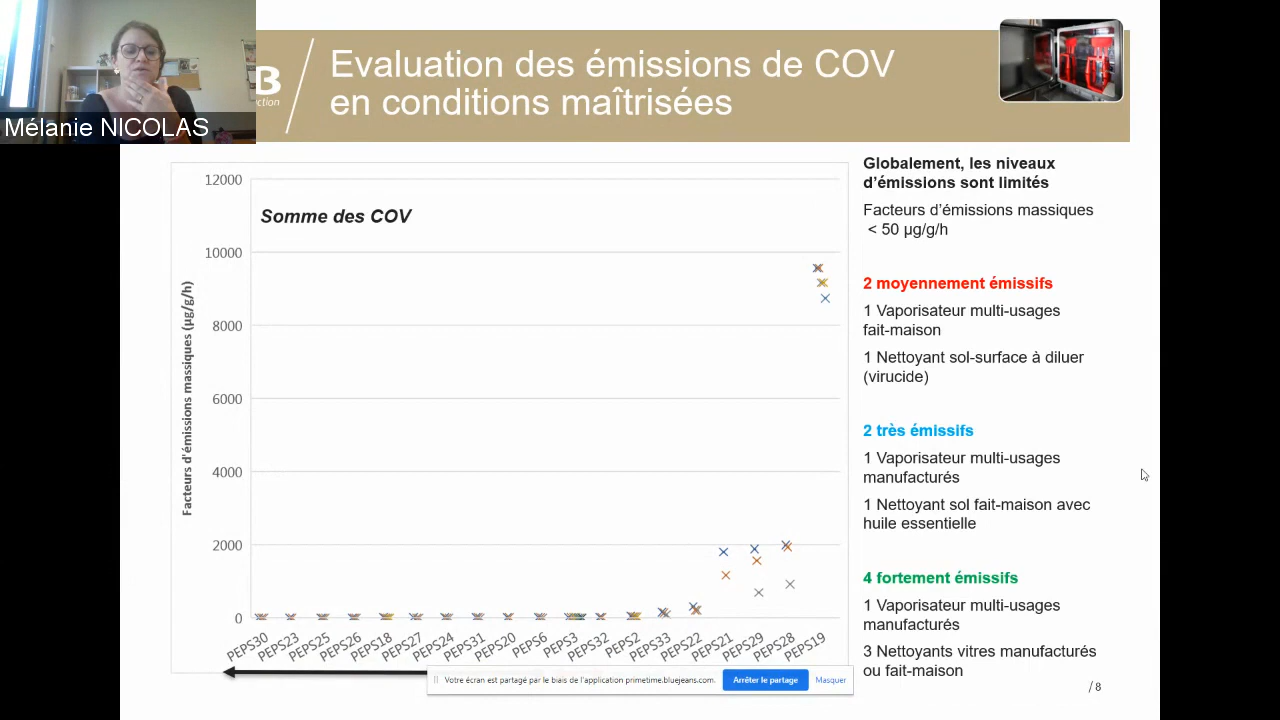 Mélanie NICOLAS
B
ction
Evaluation des émissions de COV
en conditions maîtrisées
Somme des COV
Facteurs d'émissions massiques (µg/g/h)
12000
10000
8000
6000
4000
2000
0
PEPS30
PEPS23
PEPS25
PEPS26
PEPS18
PEPS27
PEPS24
PEPS31
PEPS20
PEPS6
PEPS3
PEPS32
PEPS2
PEPS33
PEPS22
PEPS21
PEPS29
PEPS28
PEPS19
Globalement, les niveaux
d'émissions sont limités
Facteurs d'émissions massiques
< 50 µg/g/h
2 moyennement émissifs
1 Vaporisateur multi-usages
fait-maison
1 Nettoyant sol-surface à diluer
(virucide)
2 très émissifs
1 Vaporisateur multi-usages
manufacturés
1 Nettoyant sol fait-maison avec
huile essentielle
4 fortement émissifs
1 Vaporisateur multi-usages
manufacturés
3 Nettoyants vitres manufacturés
ou fait-maison
Votre écran est partagé par le biais de l'application primetime.bluejeans.com.
Arrêter le partage
Masquer
/ 8